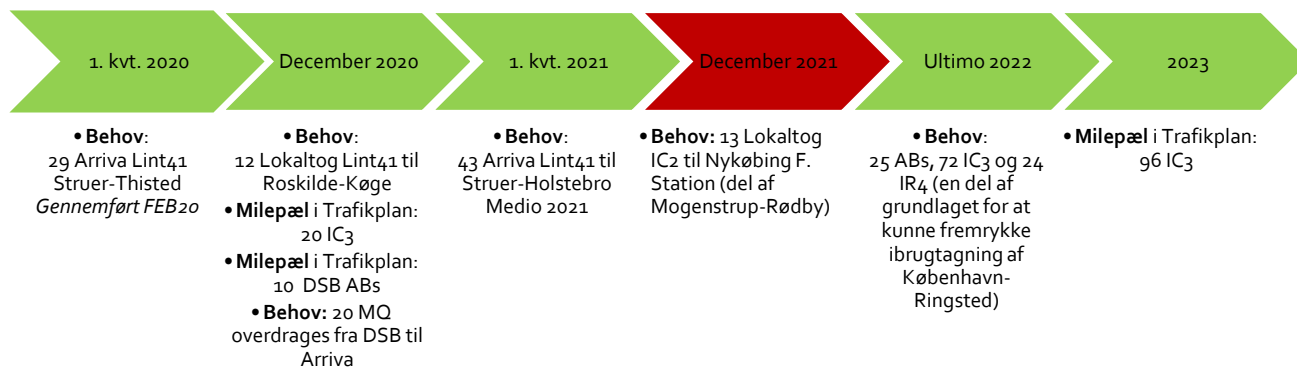 1. kvt. 2020
December 2020
1. kvt. 2021
December 2021
Ultimo 2022
2023
• Behov:
29 Arriva Lint41
Struer-Thisted
Gennemført FEB20
• Behov:
12 Lokaltog Lint41 til
Roskilde-Køge
• Milepæl i Trafikplan:
20 IC3
• Milepæl i Trafikplan:
10 DSB ABs
• Behov: 20 MQ
overdrages fra DSB til
Arriva
• Behov:
43 Arriva Lint41 til
Struer-Holstebro
Medio 2021
• Behov: 13 Lokaltog
IC2 til Nykøbing F.
Station (del af
Mogenstrup-Rødby)
• Behov:
25 ABs, 72 IC3 og 24
IR4 (en del af
grundlaget for at
kunne fremrykke
ibrugtagning af
København-
Ringsted)
• Milepæl i Trafikplan:
96 IC3